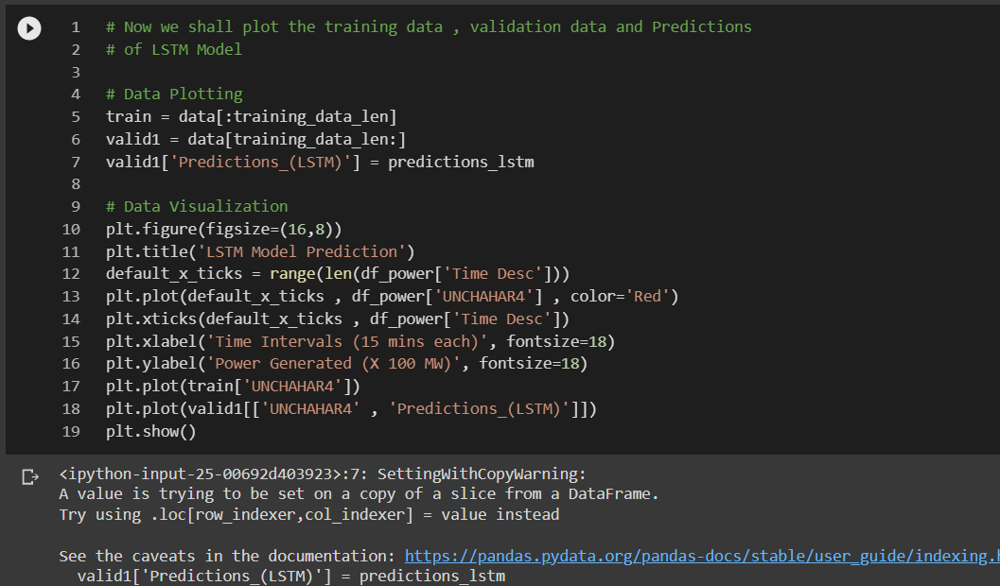 1 # Now we shall plot the training data , validation data and Predictions
2 # of LSTM Model
3
4 # Data Plotting
5 train = data[:training_data_len]
6 valid1 = data[training_data_len:]
7 valid1['Predictions_(LSTM)'] = predictions_lstm
8
9 # Data Visualization
10 plt.figure(figsize=(16,8))
11 plt.title('LSTM Model Prediction')
12 default_x_ticks = range(len(df_power['Time Desc']))
13 plt.plot(default_x_ticks , df_power['UNCHAHAR4'] , color='Red')
14 plt.xticks(default_x_ticks , df_power['Time Desc'])
15 plt.xlabel('Time Intervals (15 mins each)', fontsize=18)
16 plt.ylabel('Power Generated (X 100 MW)', fontsize=18)
17 plt.plot(train['UNCHAHAR4'])
18 plt.plot(valid1[['UNCHAHAR4' , 'Predictions_(LSTM)']])
19 plt.show()
<ipython-input-25-00692d403923>:7: SettingWithCopyWarning:
A value is trying to be set on a copy of a slice from a DataFrame.
Try using .loc[row_indexer,col_indexer] = value instead
See the caveats in the documentation: https://pandas.pydata.org/pandas-docs/stable/user_guide/indexing.h
valid1['Predictions_(LSTM)'] = predictions_lstm